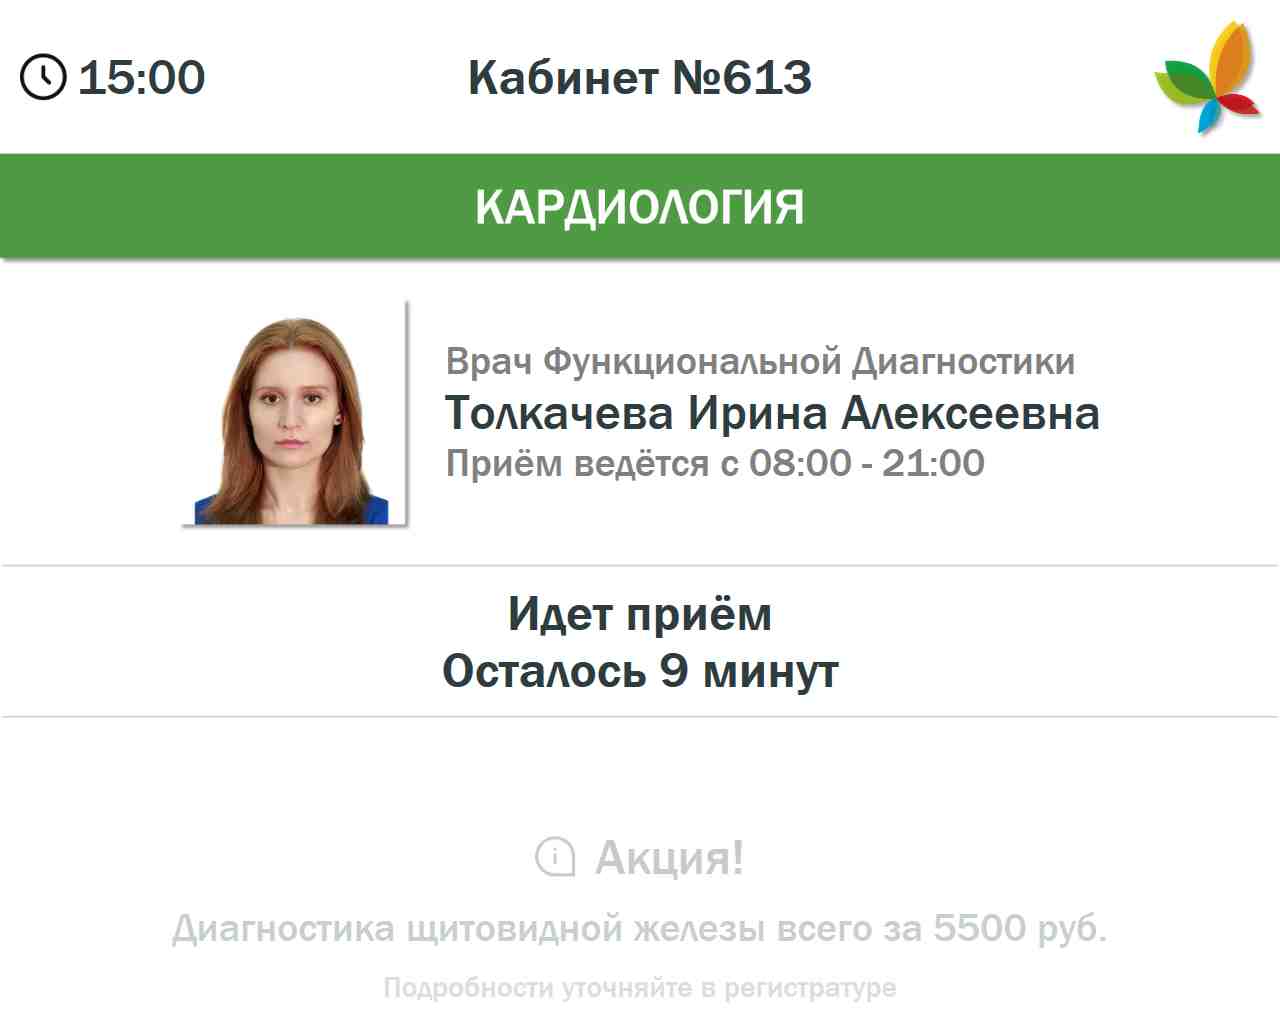 15:00
Кабинет №613
КАРДИОЛОГИЯ
Врач Функциональной Диагностики
Толкачева Ирина Алексеевна
Приём ведётся с 08:00 - 21:00
Идет приём
Осталось 9 минут
Акция!
Диагностика щитовидной железы всего за 5500 руб.
Подробности уточняйте в регистратуре